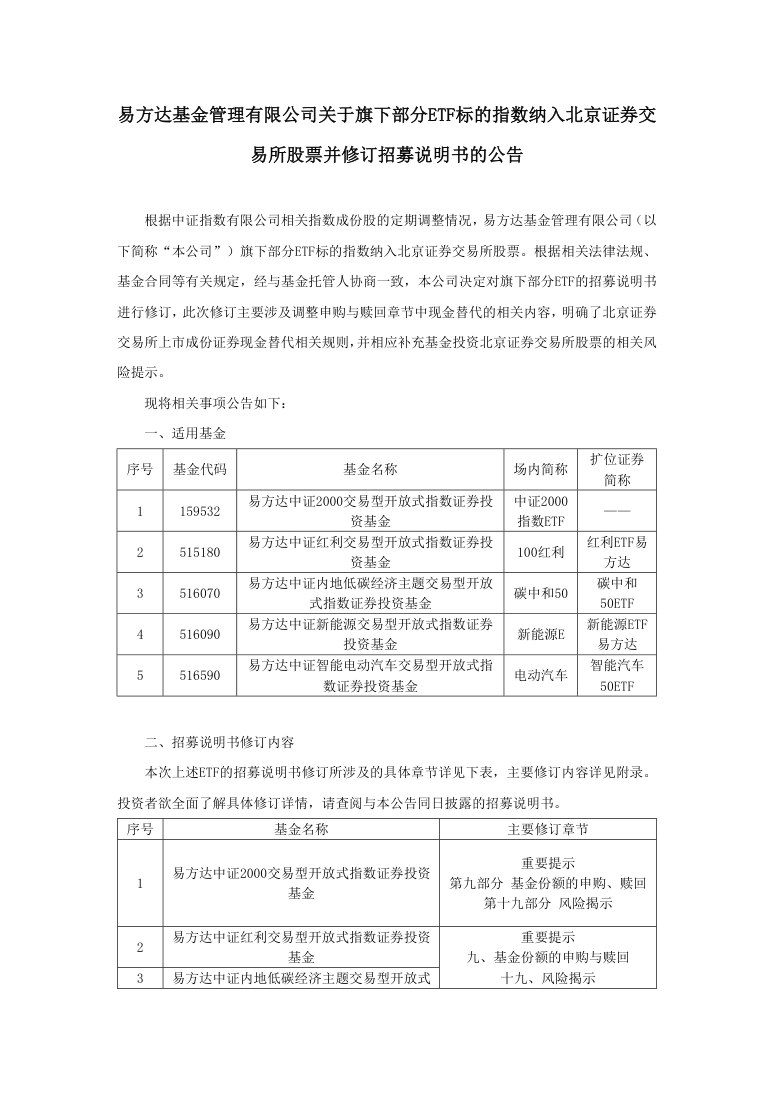 易方达基金管理有限公司关于旗下部分ETF标的指数纳入北京证券交
易所股票并修订招募说明书的公告
根据中证指数有限公司相关指数成份股的定期调整情况，易方达基金管理有限公司（以
下简称“本公司”）旗下部分ETF标的指数纳入北京证券交易所股票。根据相关法律法规、
基金合同等有关规定，经与基金托管人协商一致，本公司决定对旗下部分ETF的招募说明书
进行修订，此次修订主要涉及调整申购与赎回章节中现金替代的相关内容，明确了北京证券
交易所上市成份证券现金替代相关规则，并相应补充基金投资北京证券交易所股票的相关风
险提示。
现将相关事项公告如下：
一、适用基金
序号 基金代码 基金名称 场内简称 扩位证券
简称
1 159532 易方达中证2000交易型开放式指数证券投
资基金 中证2000
指数ETF ——
2 515180 易方达中证红利交易型开放式指数证券投
资基金 100红利 红利ETF易
方达
3 516070 易方达中证内地低碳经济主题交易型开放
式指数证券投资基金 碳中和50 碳中和
50ETF
4 516090 易方达中证新能源交易型开放式指数证券
投资基金 新能源E 新能源ETF
易方达
5 516590 易方达中证智能电动汽车交易型开放式指
数证券投资基金 电动汽车 智能汽车
50ETF
二、招募说明书修订内容
本次上述ETF的招募说明书修订所涉及的具体章节详见下表，主要修订内容详见附录。
投资者欲全面了解具体修订详情，请查阅与本公告同日披露的招募说明书。
序号 基金名称 主要修订章节
1 易方达中证2000交易型开放式指数证券投资
基金 重要提示
第九部分 基金份额的申购、赎回
第十九部分 风险揭示
2 易方达中证红利交易型开放式指数证券投资
基金 重要提示
九、基金份额的申购与赎回
3 易方达中证内地低碳经济主题交易型开放式 十九、风险揭示